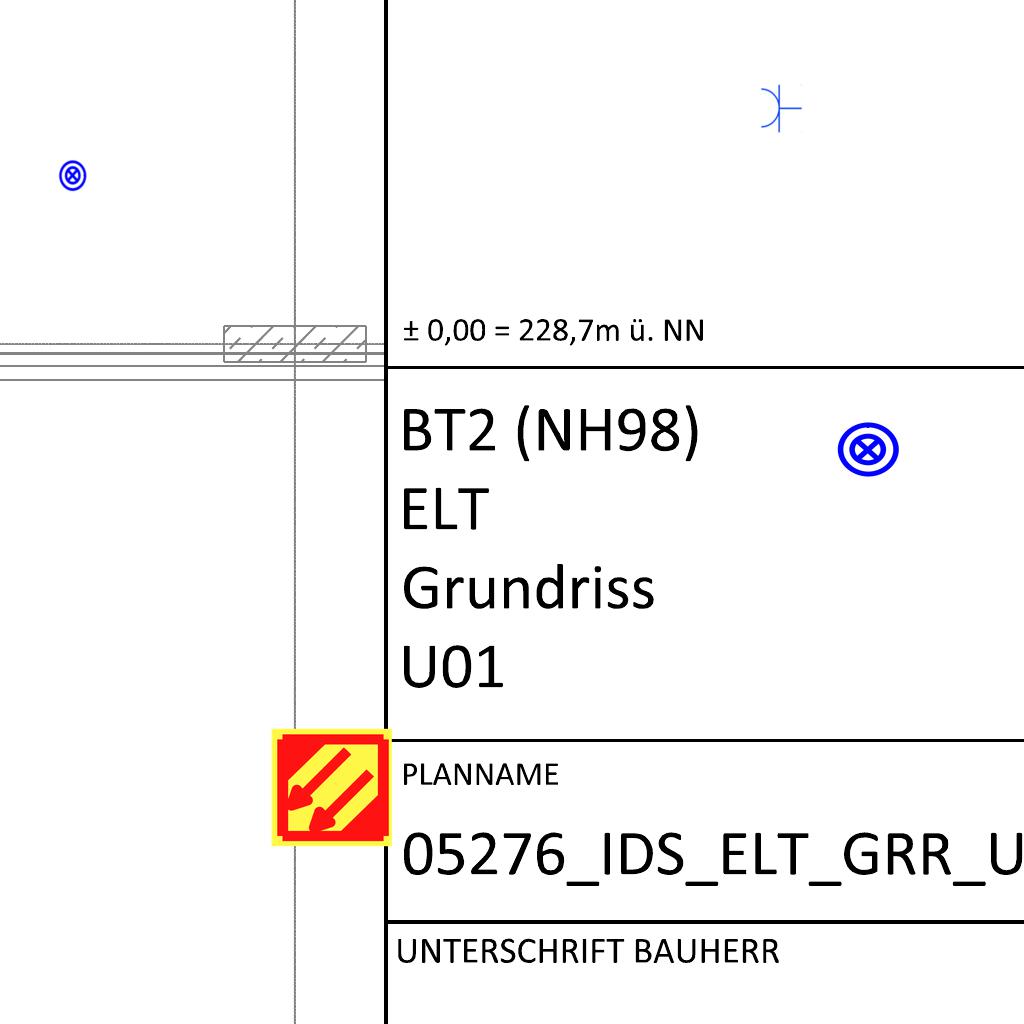 ± 0,00 = 228,7m ü. NN
BT2 (NH98)
ELT
Grundriss
U01
PLANNAME
05276_IDS_ELT_GRR_U
UNTERSCHRIFT BAUHERR